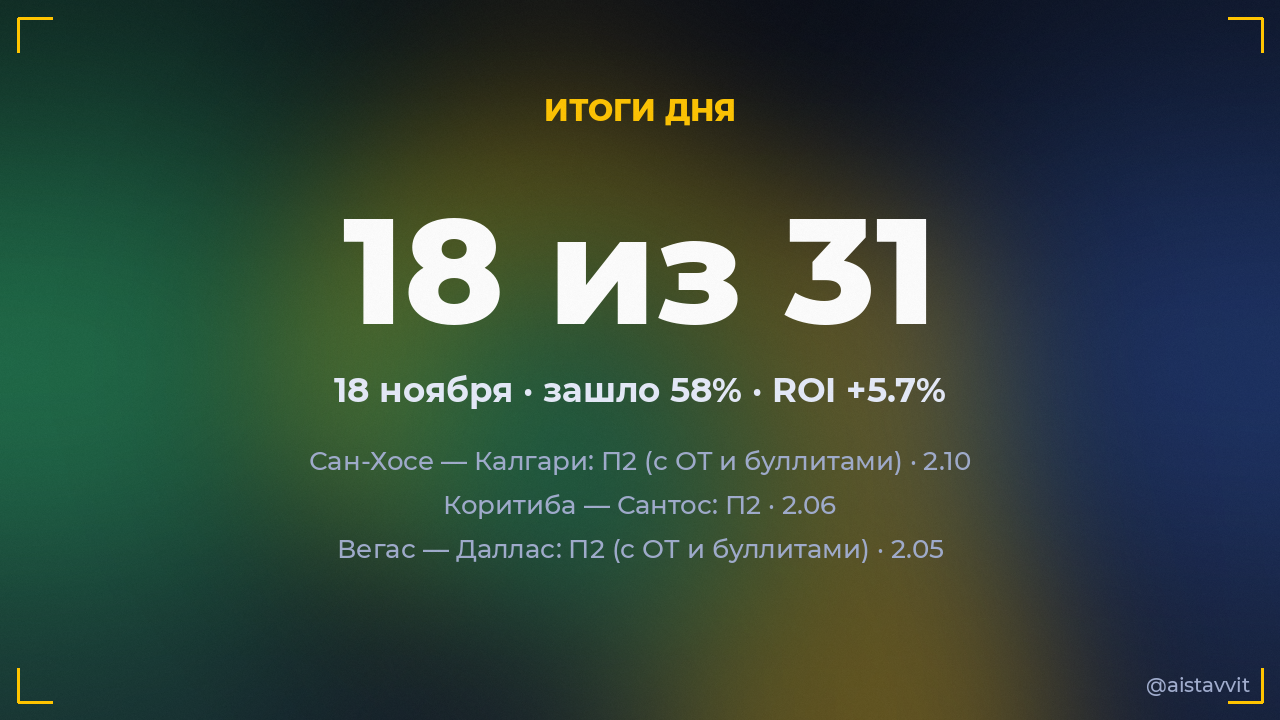 ИТОГИ ДНЯ
18 из 31
18 ноября · зашло 58% · ROI +5.7%
Сан-Хосе — Калгари: П2 (с ОТ и буллитами) · 2.10
Коритиба — Сантос: П2 · 2.06
Вегас — Даллас: П2 (с ОТ и буллитами) · 2.05
@aistavvit